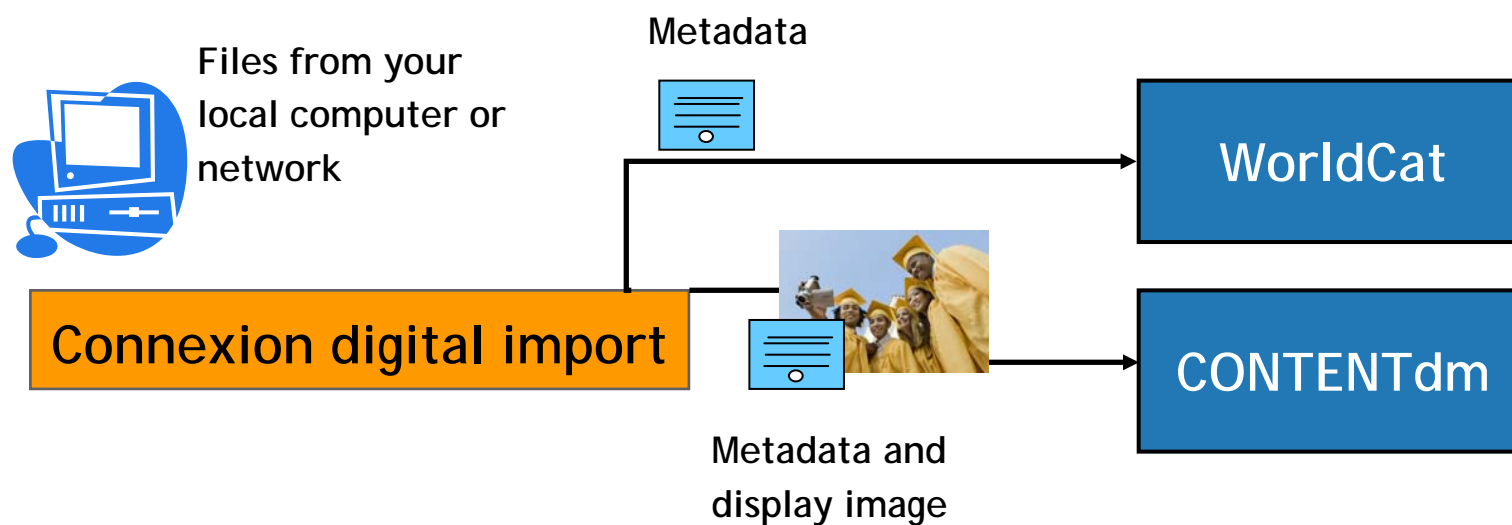 Files from your
local computer or
network
Metadata
WorldCat
Connexion digital import
CONTENTdm
Metadata and
display image